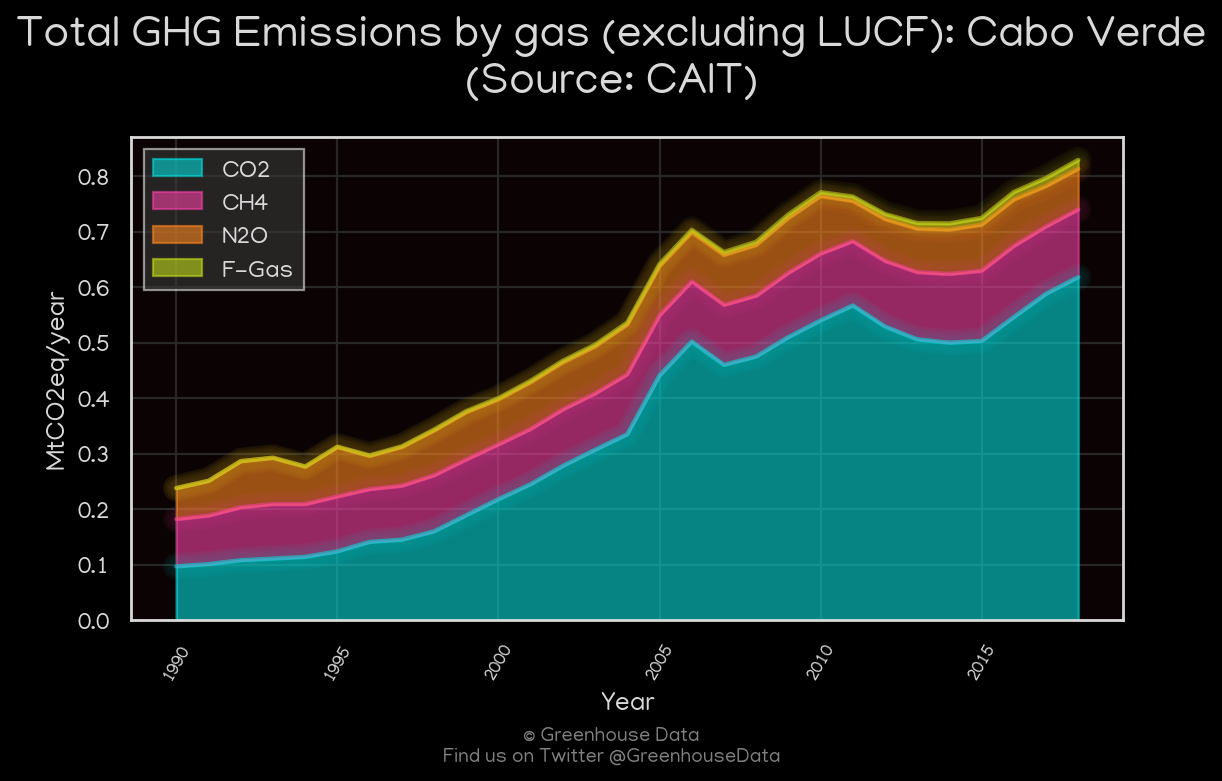 Total GHG Emissions by gas (excluding LUCF): Cabo Verde
(Source: CAIT)
CO2
CH4
N2O
F-Gas
MtCO2eq/year
0.8
0.7
0.6
0.5
0.4
0.3
0.2
0.1
0.0
1990
1995
2000
2005
2010
2015
Year
© Greenhouse Data
Find us on Twitter @GreenhouseData